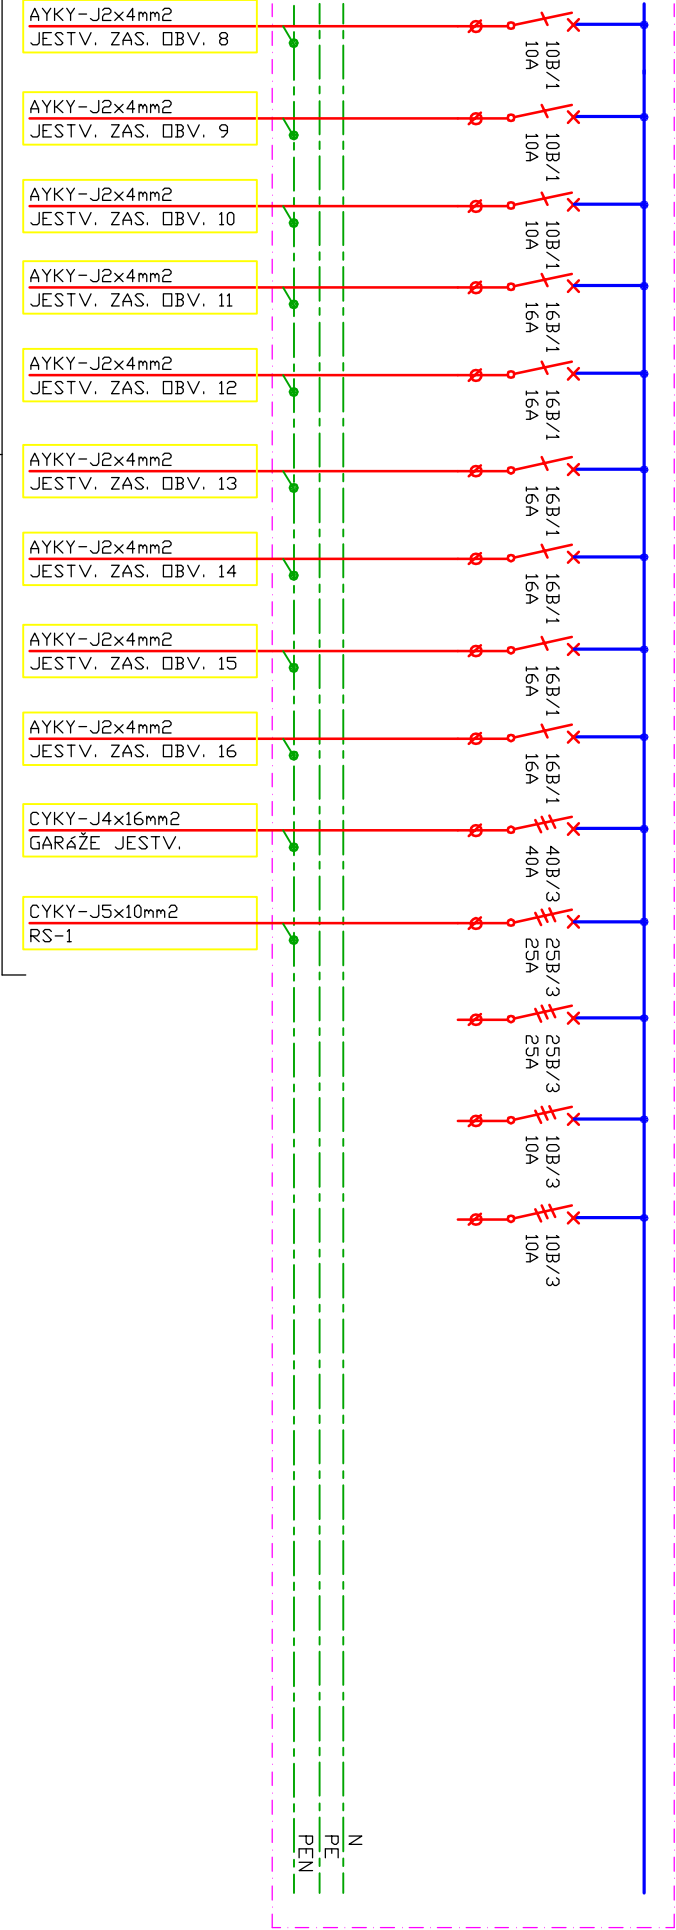 AYKY-J2x4mm2
JESTV. ZAS. OBV. 8
10B/1
10A
AYKY-J2x4mm2
JESTV. ZAS. OBV. 9
10B/1
10A
AYKY-J2x4mm2
JESTV. ZAS. OBV. 10
10B/1
10A
AYKY-J2x4mm2
JESTV. ZAS. OBV. 11
16B/1
16A
AYKY-J2x4mm2
JESTV. ZAS. OBV. 12
16B/1
16A
AYKY-J2x4mm2
JESTV. ZAS. OBV. 13
16B/1
16A
AYKY-J2x4mm2
JESTV. ZAS. OBV. 14
16B/1
16A
AYKY-J2x4mm2
JESTV. ZAS. OBV. 15
16B/1
16A
AYKY-J2x4mm2
JESTV. ZAS. OBV. 16
16B/1
16A
CYKY-J4x16mm2
GARáŽE JESTV.
40B/3
40A
CYKY-J5x10mm2
RS-1
25B/3
25A
25B/3
25A
10B/3
10A
10B/3
10A
N
PE
PEN